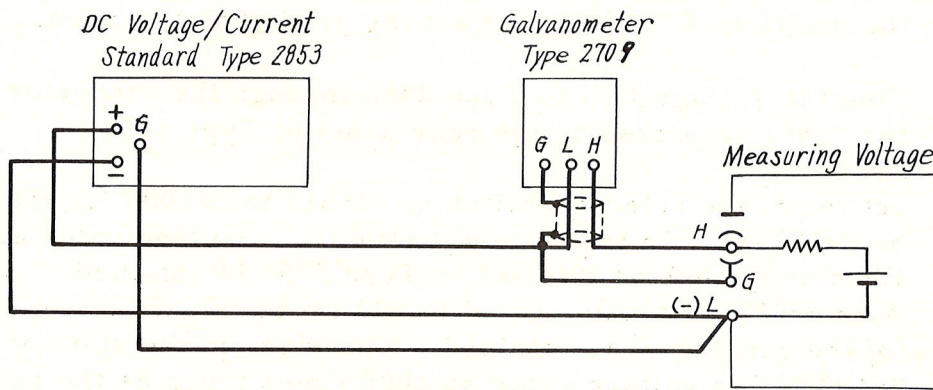 DC Voltage/Current
Standard Type 2853
Galvanometer
Type 2709
+
G
−
G L H
Measuring Voltage
H
G
(-) L